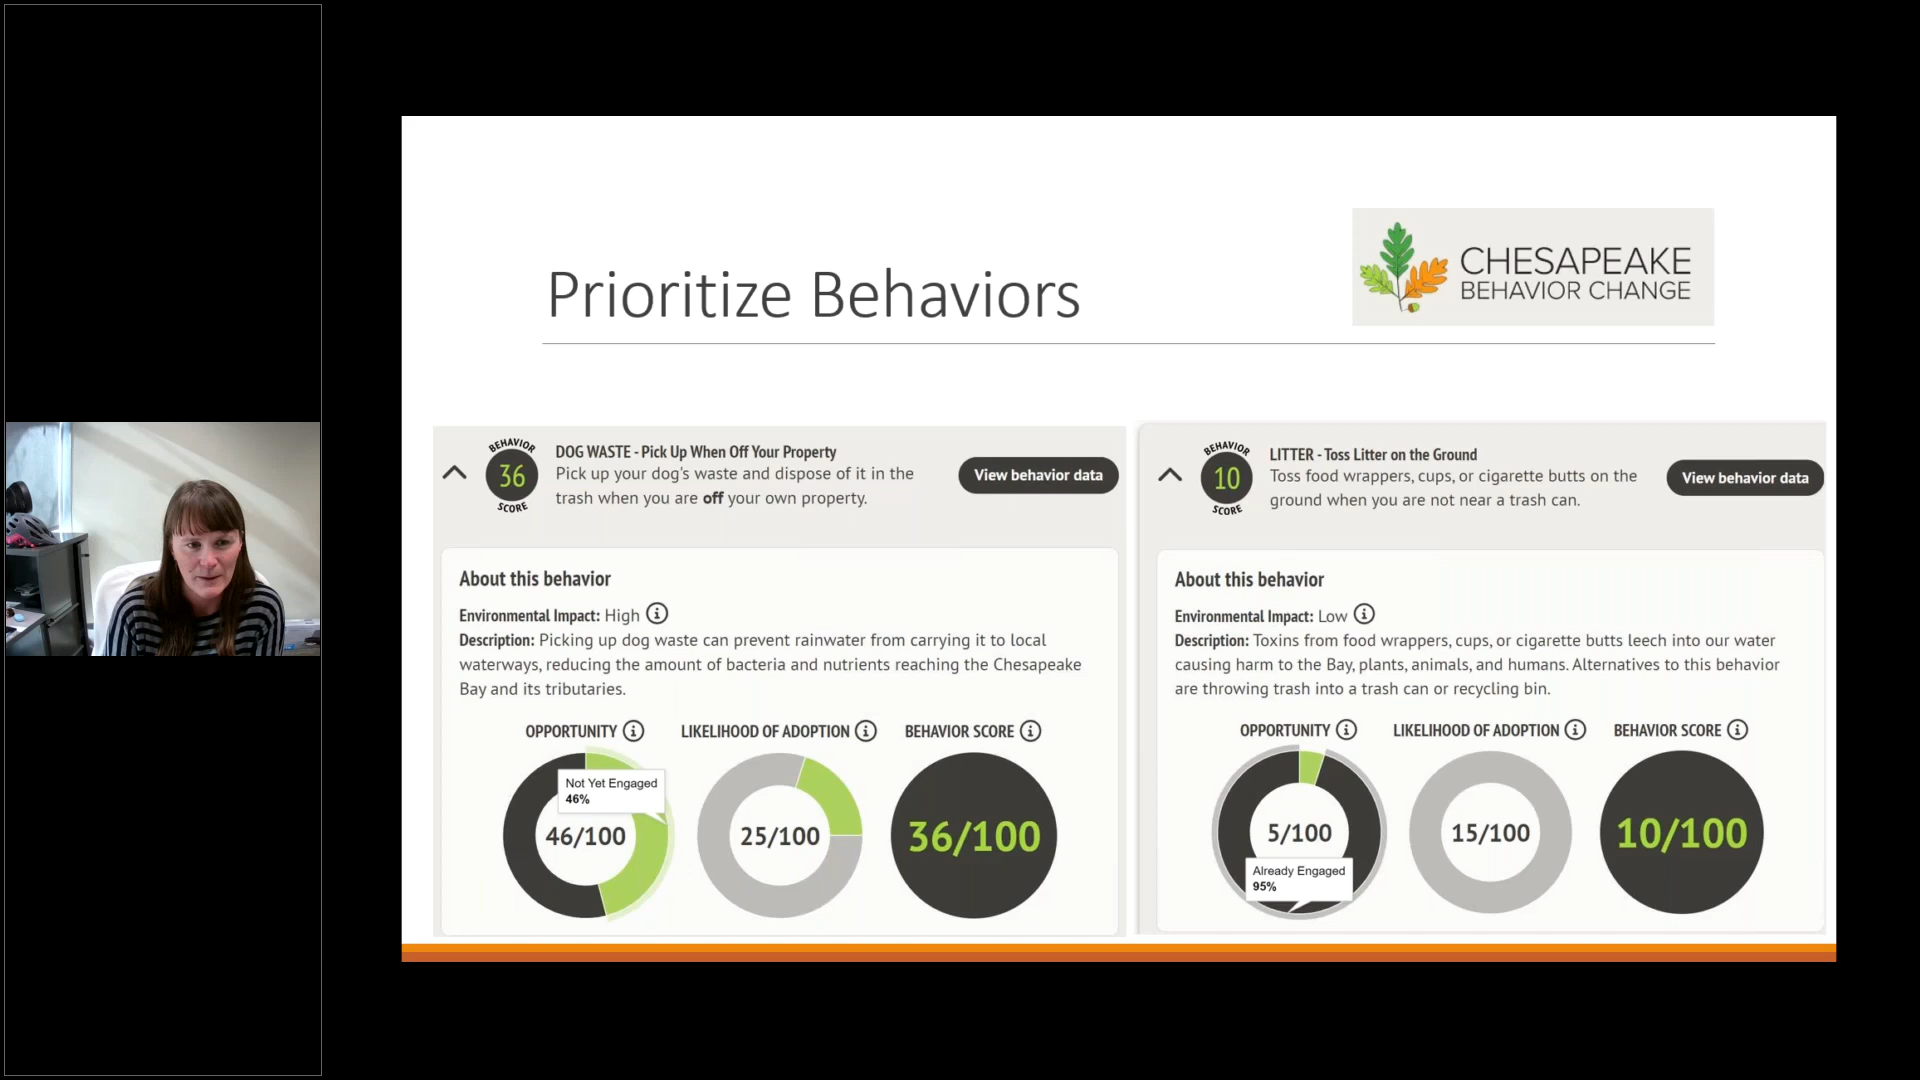 Prioritize Behaviors
CHESAPEAKE
BEHAVIOR CHANGE
BEHAVIOR
36
SCORE
DOG WASTE - Pick Up When Off Your Property
Pick up your dog's waste and dispose of it in the
trash when you are off your own property.
View behavior data
About this behavior
Environmental Impact: High
Description: Picking up dog waste can prevent rainwater from carrying it to local
waterways, reducing the amount of bacteria and nutrients reaching the Chesapeake
Bay and its tributaries.
OPPORTUNITY
LIKELIHOOD OF ADOPTION
BEHAVIOR SCORE
Not Yet Engaged
46%
46/100
25/100
36/100
BEHAVIOR
10
SCORE
LITTER - Toss Litter on the Ground
Toss food wrappers, cups, or cigarette butts on the
ground when you are not near a trash can.
View behavior data
About this behavior
Environmental Impact: Low
Description: Toxins from food wrappers, cups, or cigarette butts leech into our water
causing harm to the Bay, plants, animals, and humans. Alternatives to this behavior
are throwing trash into a trash can or recycling bin.
OPPORTUNITY
LIKELIHOOD OF ADOPTION
BEHAVIOR SCORE
5/100
Already Engaged
95%
15/100
10/100